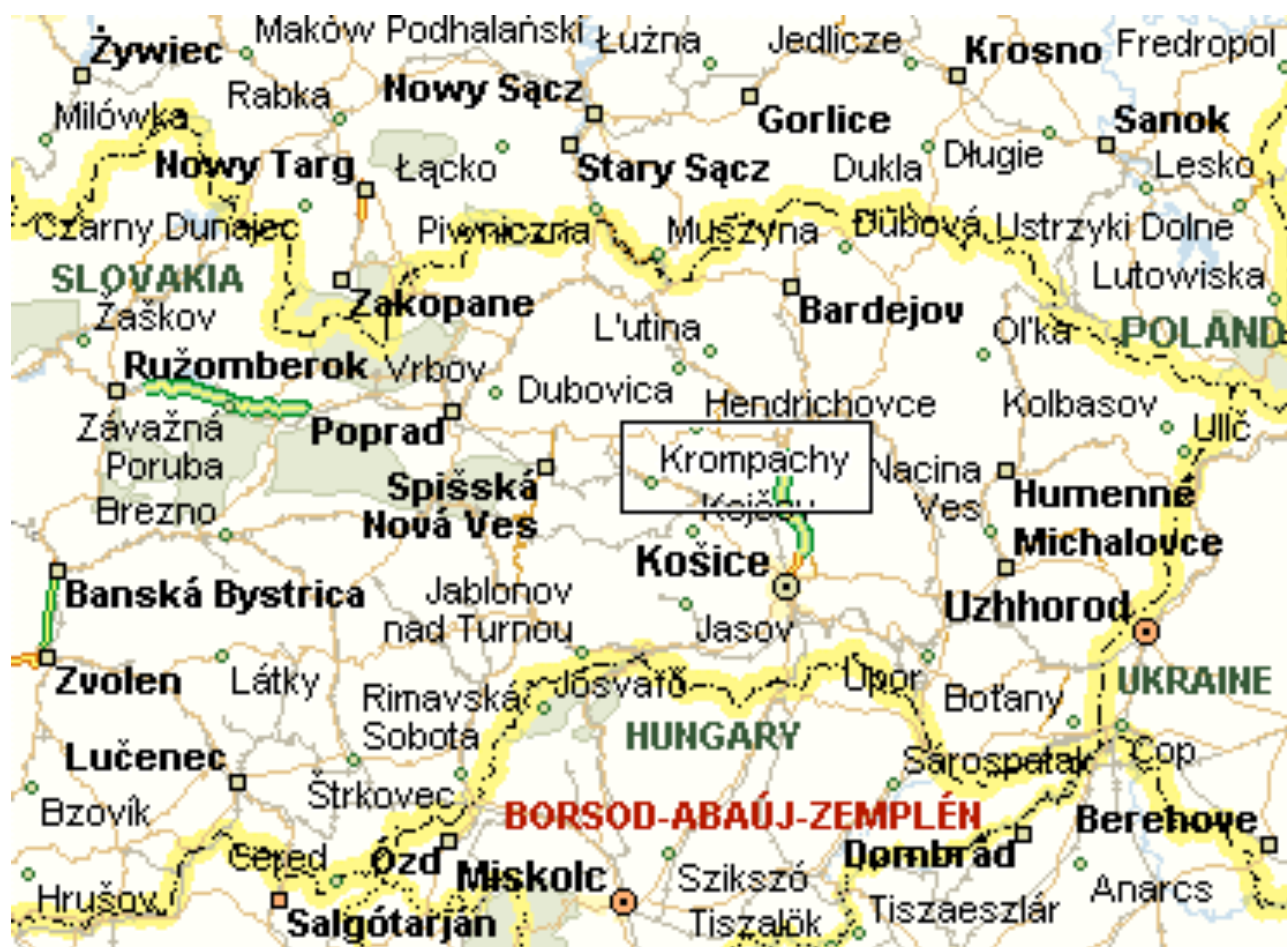 Maków Podhalański
Łużna
Jedlicze
Krosno
Fredropol
Żywiec
Rabka
Nowy Sącz
Gorlice
Sanok
Milówka
Nowy Targ
Łącko
Stary Sącz
Dukla
Długie
Lesko
Czarny Dunajec
Piwniczna
Muszyna
Dubová
Ustrzyki Dolne
SLOVAKIA
Zakopane
Bardejov
Lutowiska
Žaškov
L'utina
Oľka
POLAND
Ružomberok
Vrbov
Dubovica
Hendrichovce
Kolbasov
Ulič
Závažná
Poruba
Poprad
Krompachy
Nacina
Ves
Humenné
Brezno
Spišská
Nová Ves
Košice
Michalovce
Banská Bystrica
Jablonov
nad Turnou
Jasov
Uzhhorod
Zvolen
Látky
Rimavská
Sobota
Jósvafő
Upor
Boťany
UKRAINE
HUNGARY
Lučenec
Sárospatak
Čop
Bzovík
Štrkovec
BORSOD-ABAÚJ-ZEMPLÉN
Berehove
Cered
Ózd
Miskolc
Szikszó
Dombrád
Anarcs
Hrušov
Salgótarján
Tiszalök
Tiszaeszlár